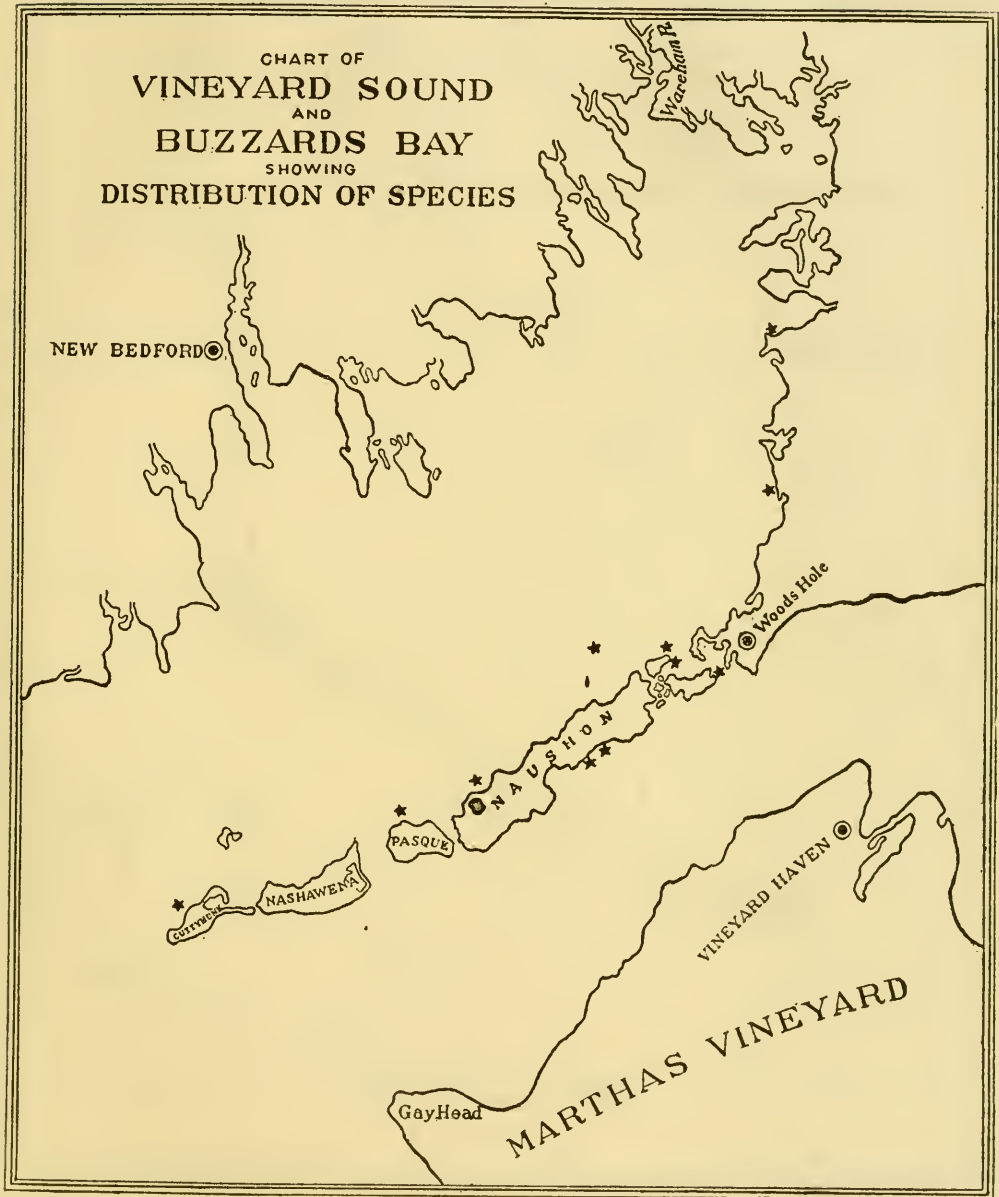 CHART OF
VINEYARD SOUND
AND
BUZZARDS BAY
SHOWING
DISTRIBUTION OF SPECIES
Wareham R.
NEW BEDFORD
Woods Hole
NAUSHON
PASQUE
NASHAWENA
CUTTYHUNK
VINEYARD HAVEN
MARTHAS VINEYARD
Gay Head